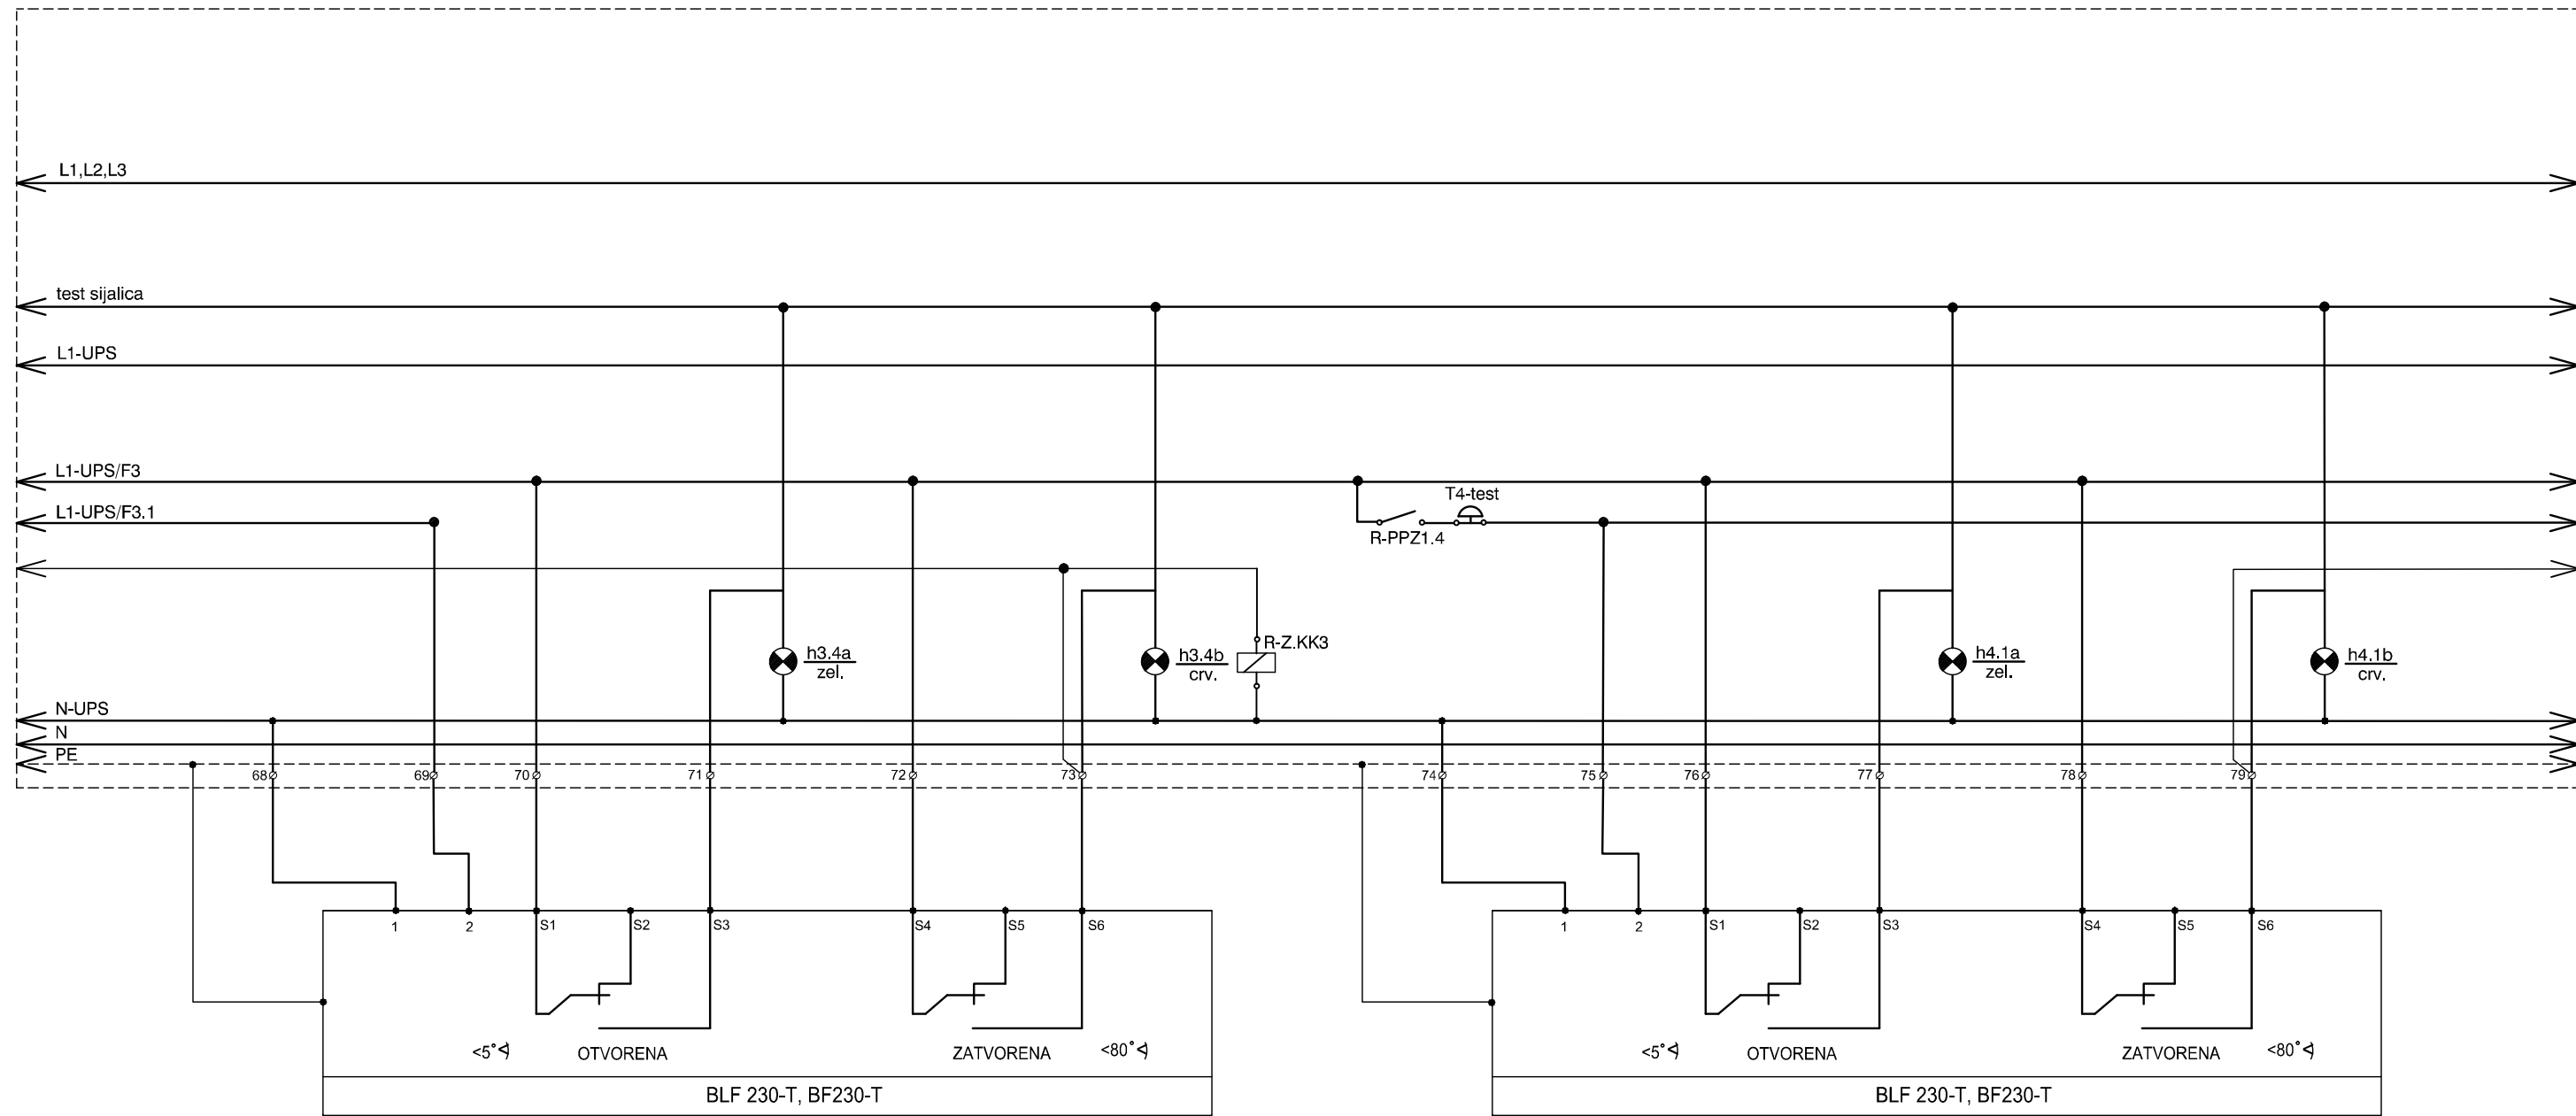 L1,L2,L3
test sijalica
L1-UPS
L1-UPS/F3
T4-test
L1-UPS/F3.1
R-PPZ1.4
R-Z.KK3
h3.4a
zel.
h3.4b
crv.
h4.1a
zel.
h4.1b
crv.
N-UPS
N
PE
68 69 70 71 72 73 74 75 76 77 78 79
1 2 S1 S2 S3 S4 S5 S6
1 2 S1 S2 S3 S4 S5 S6
<5° OTVORENA ZATVORENA <80°
<5° OTVORENA ZATVORENA <80°
BLF 230-T, BF230-T
BLF 230-T, BF230-T